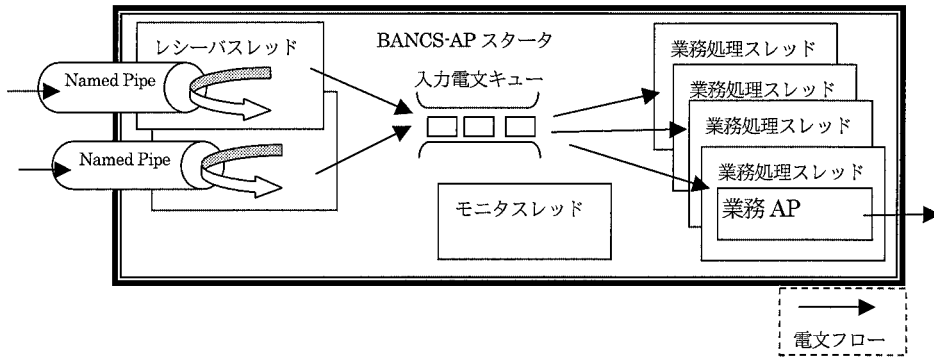 レシーバスレッド
BANCS-AP スタータ
業務処理スレッド
Named Pipe
入力電文キュー
業務処理スレッド
業務処理スレッド
Named Pipe
業務処理スレッド
モニタスレッド
業務 AP
電文フロー